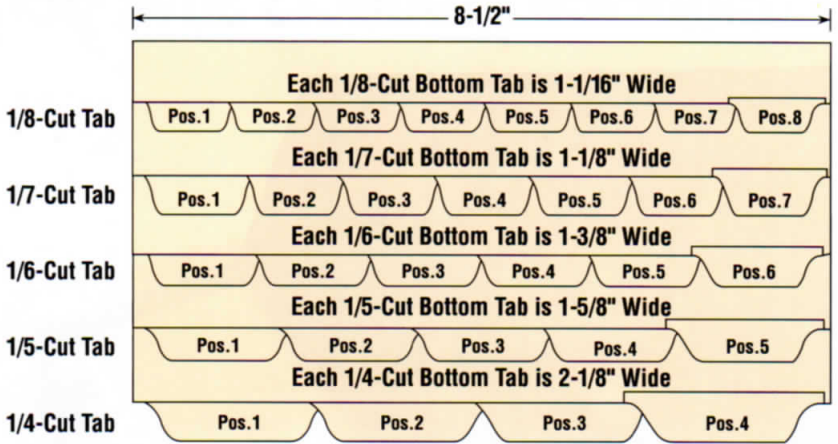 8-1/2"
Each 1/8-Cut Bottom Tab is 1-1/16" Wide
1/8-Cut Tab Pos.1 Pos.2 Pos.3 Pos.4 Pos.5 Pos.6 Pos.7 Pos.8
Each 1/7-Cut Bottom Tab is 1-1/8" Wide
1/7-Cut Tab Pos.1 Pos.2 Pos.3 Pos.4 Pos.5 Pos.6 Pos.7
Each 1/6-Cut Bottom Tab is 1-3/8" Wide
1/6-Cut Tab Pos.1 Pos.2 Pos.3 Pos.4 Pos.5 Pos.6
Each 1/5-Cut Bottom Tab is 1-5/8" Wide
1/5-Cut Tab Pos.1 Pos.2 Pos.3 Pos.4 Pos.5
Each 1/4-Cut Bottom Tab is 2-1/8" Wide
1/4-Cut Tab Pos.1 Pos.2 Pos.3 Pos.4